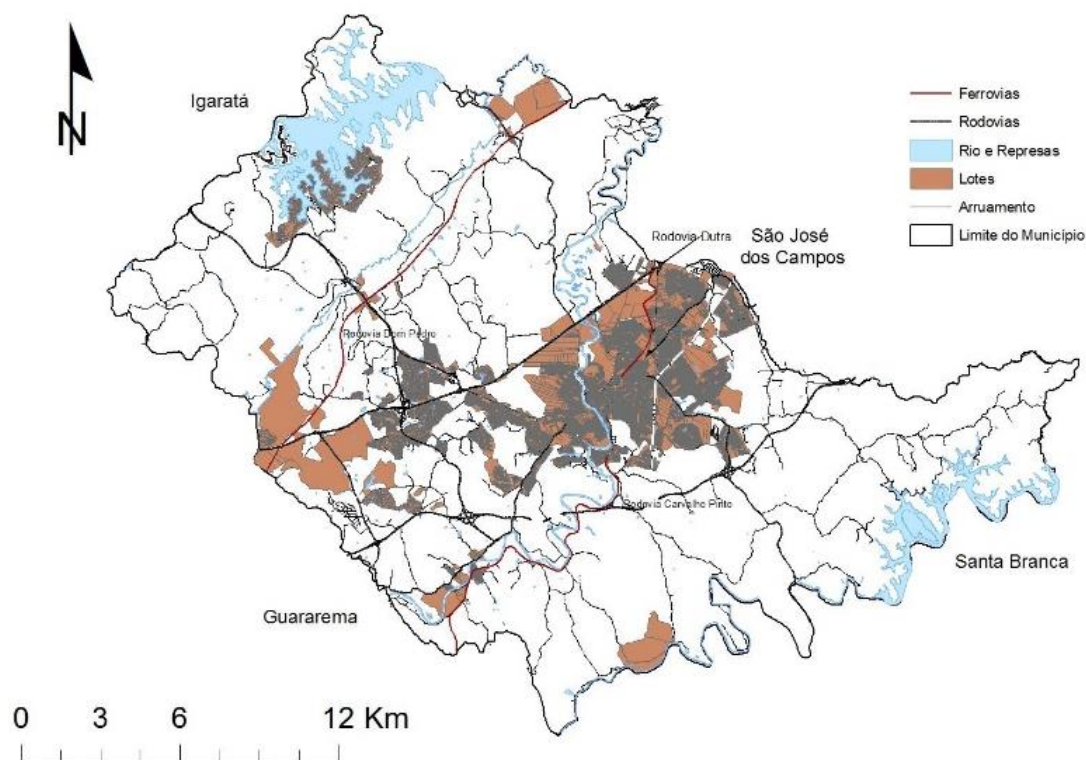 N
Igaratá
Ferrovias
Rodovias
Rio e Represas
Lotes
Arruamento
Limite do Município
Rodovia Dutra
São José
dos Campos
Rodovia Dom Pedro
Rodovia Carvalho Pinto
Santa Branca
Guararema
0 3 6 12 Km